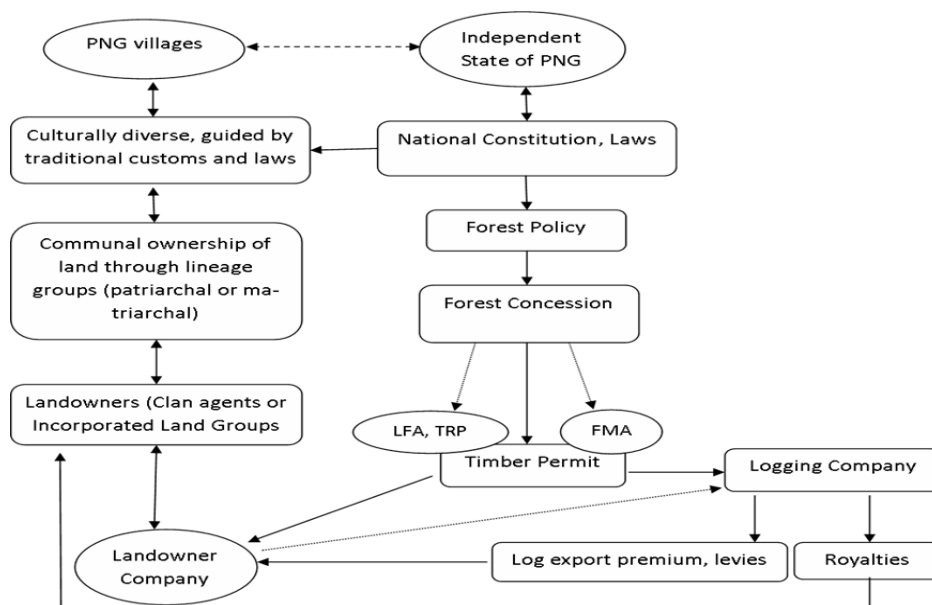 PNG villages
Independent
State of PNG
Culturally diverse, guided by
traditional customs and laws
National Constitution, Laws
Communal ownership of
land through lineage
groups (patriarchal or ma-
triarchal)
Forest Policy
Forest Concession
Landowners (Clan agents or
Incorporated Land Groups
LFA, TRP
FMA
Timber Permit
Logging Company
Landowner
Company
Log export premium, levies
Royalties